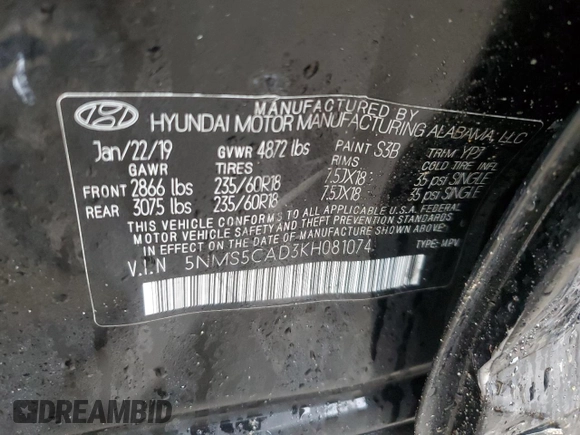 MANUFACTURED BY
HYUNDAI MOTOR MANUFACTURING ALABAMA, LLC
Jan/22/19 GVWR 4872 lbs PAINT S3B TRIM YP7
GAWR TIRES RIMS COLD TIRE INFL
FRONT 2866 lbs 235/60R18 7.5JX18 35 psi SINGLE
REAR 3075 lbs 235/60R18 7.5JX18 35 psi SINGLE
THIS VEHICLE CONFORMS TO ALL APPLICABLE U.S.A. FEDERAL
MOTOR VEHICLE SAFETY AND THEFT PREVENTION STANDARDS
IN EFFECT ON THE DATE OF MANUFACTURE SHOWN ABOVE.
V.I.N 5NMS5CAD3KH081074 TYPE: MPV
DREAMBID